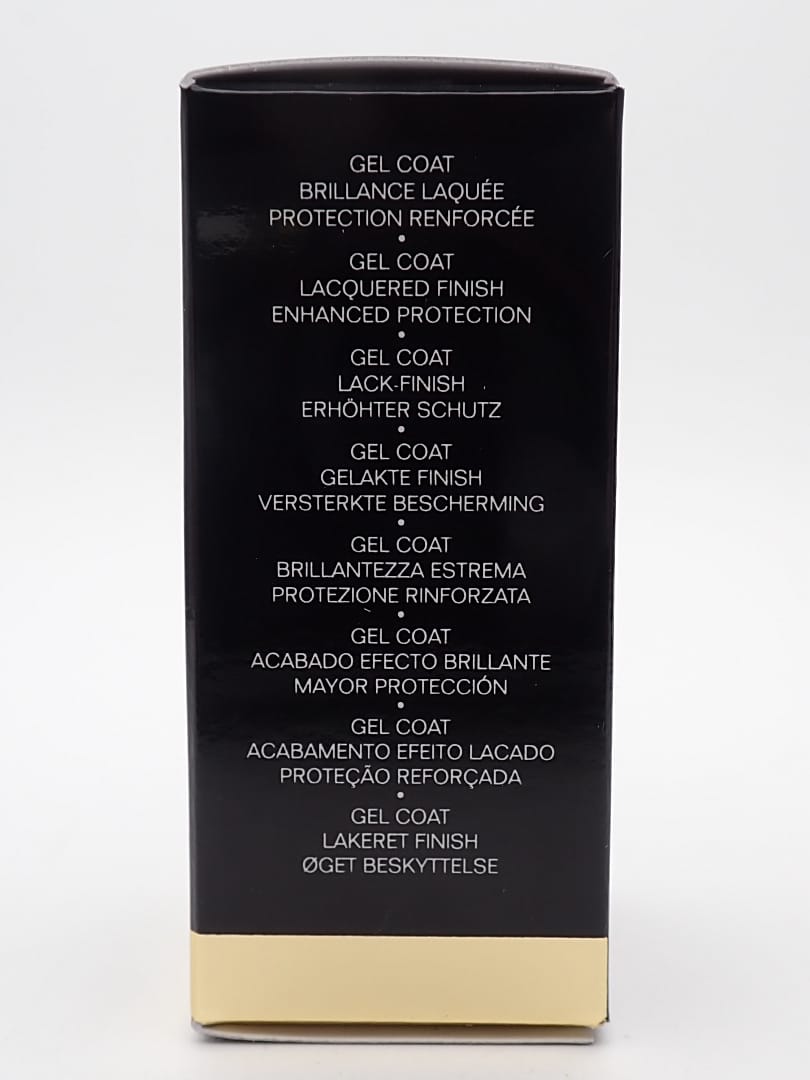 GEL COAT
BRILLANCE LAQUÉE
PROTECTION RENFORCÉE
•
GEL COAT
LACQUERED FINISH
ENHANCED PROTECTION
•
GEL COAT
LACK-FINISH
ERHÖHTER SCHUTZ
•
GEL COAT
GELAKTE FINISH
VERSTERKTE BESCHERMING
•
GEL COAT
BRILLANTEZZA ESTREMA
PROTEZIONE RINFORZATA
•
GEL COAT
ACABADO EFECTO BRILLANTE
MAYOR PROTECCIÓN
•
GEL COAT
ACABAMENTO EFEITO LACADO
PROTEÇÃO REFORÇADA
•
GEL COAT
LAKERET FINISH
ØGET BESKYTTELSE